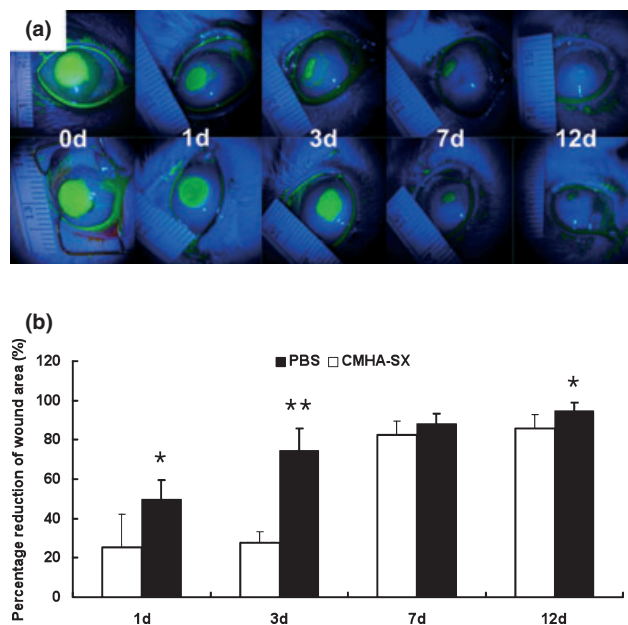 (a)
0d 1d 3d 7d 12d
(b)
Percentage reduction of wound area (%)
■PBS □CMHA-SX
120
100
80
60
40
20
0
*
**
*
1d 3d 7d 12d